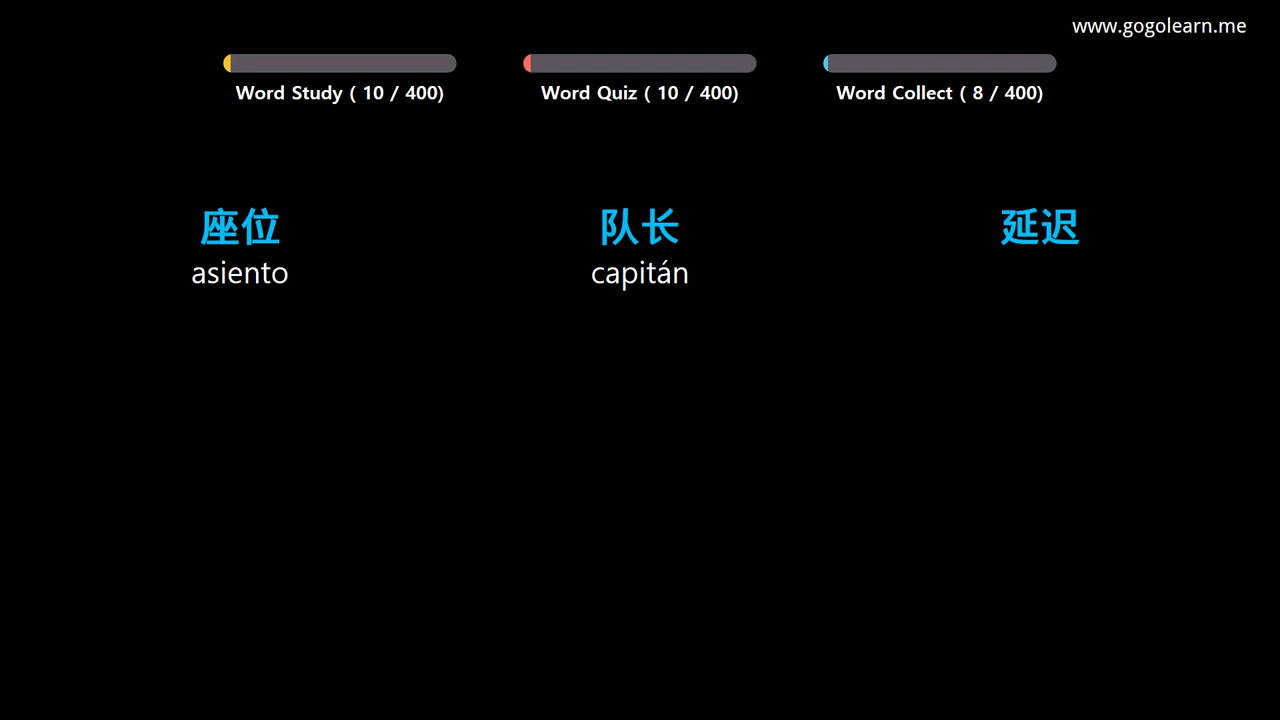 www.gogolearn.me
Word Study ( 10 / 400)
Word Quiz ( 10 / 400)
Word Collect ( 8 / 400)
座位
asiento
队长
capitán
延迟